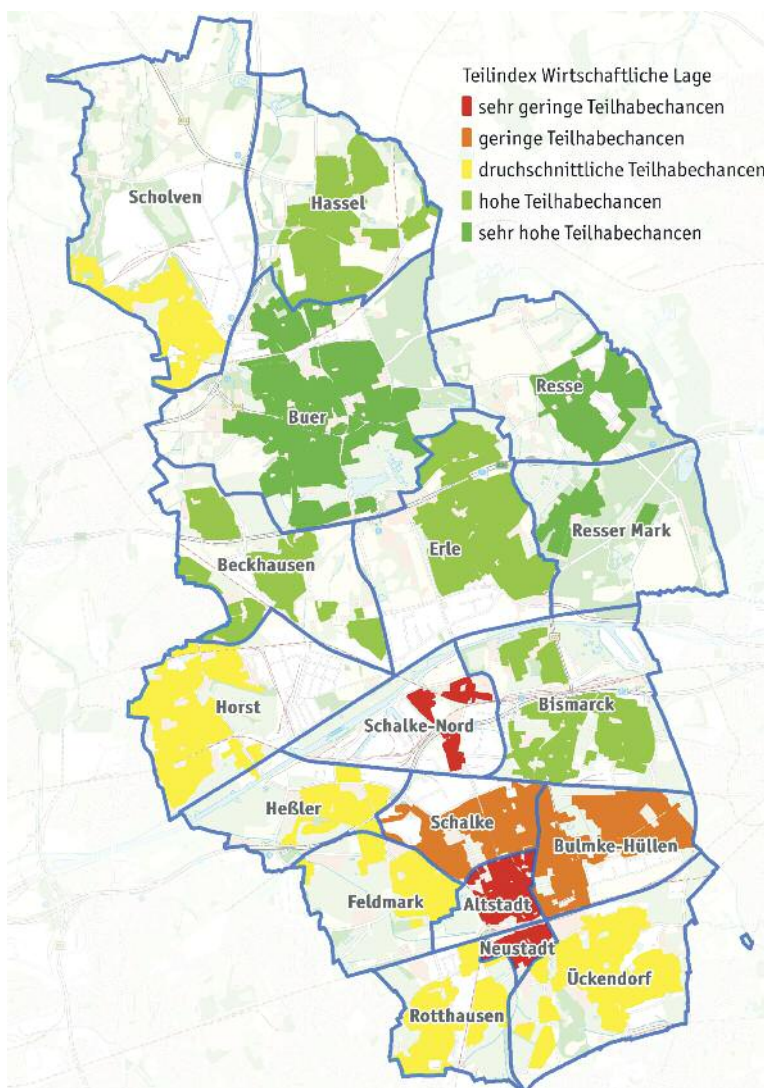 Teilindex Wirtschaftliche Lage
sehr geringe Teilhabechancen
geringe Teilhabechancen
druchschnittliche Teilhabechancen
hohe Teilhabechancen
sehr hohe Teilhabechancen
Scholven
Hassel
Buer
Resse
Resser Mark
Erle
Beckhausen
Horst
Schalke-Nord
Bismarck
Heßler
Schalke
Bulmke-Hüllen
Feldmark
Altstadt
Neustadt
Ückendorf
Rotthausen